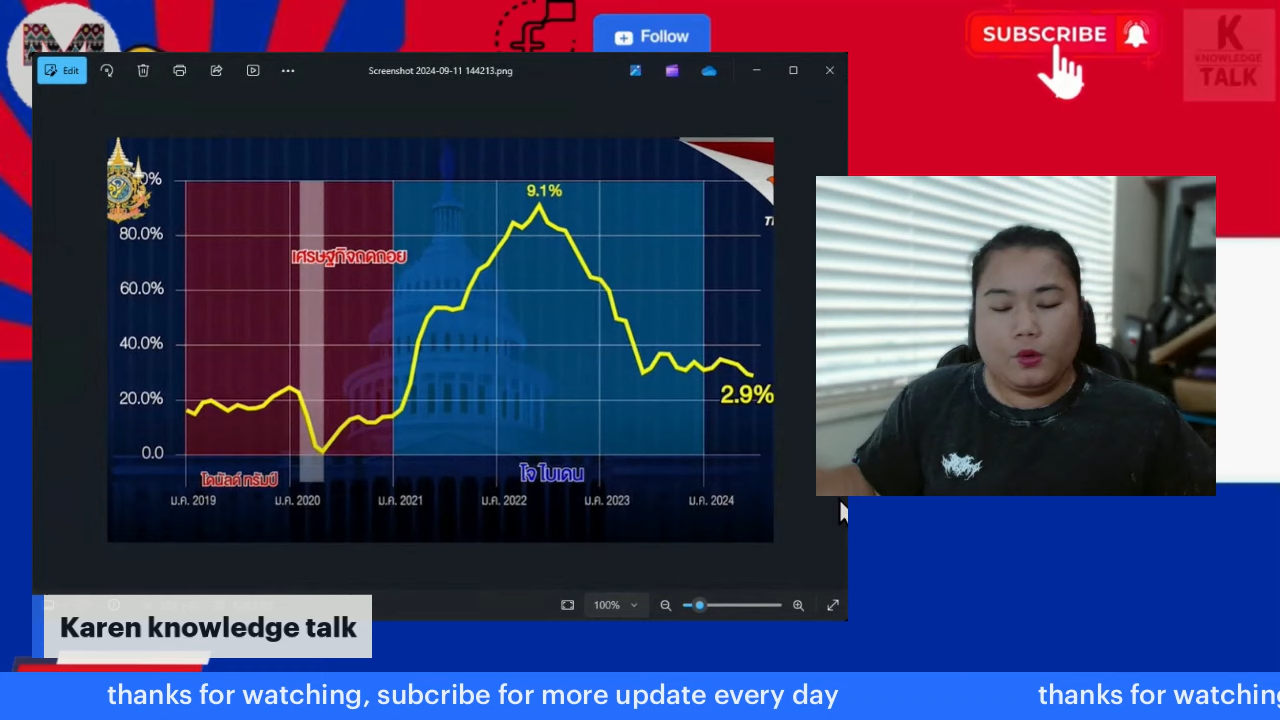 Follow
SUBSCRIBE
K
KNOWLEDGE
TALK
Edit
Screenshot 2024-09-11 144213.png
9.1%
80.0%
เศรษฐกิจถดถอย
60.0%
40.0%
20.0%
2.9%
0.0
โดนัลด์ ทรัมป์
โจ ไบเดน
ม.ค. 2019
ม.ค. 2020
ม.ค. 2021
ม.ค. 2022
ม.ค. 2023
ม.ค. 2024
100%
Karen knowledge talk
thanks for watching, subcribe for more update every day
thanks for watching